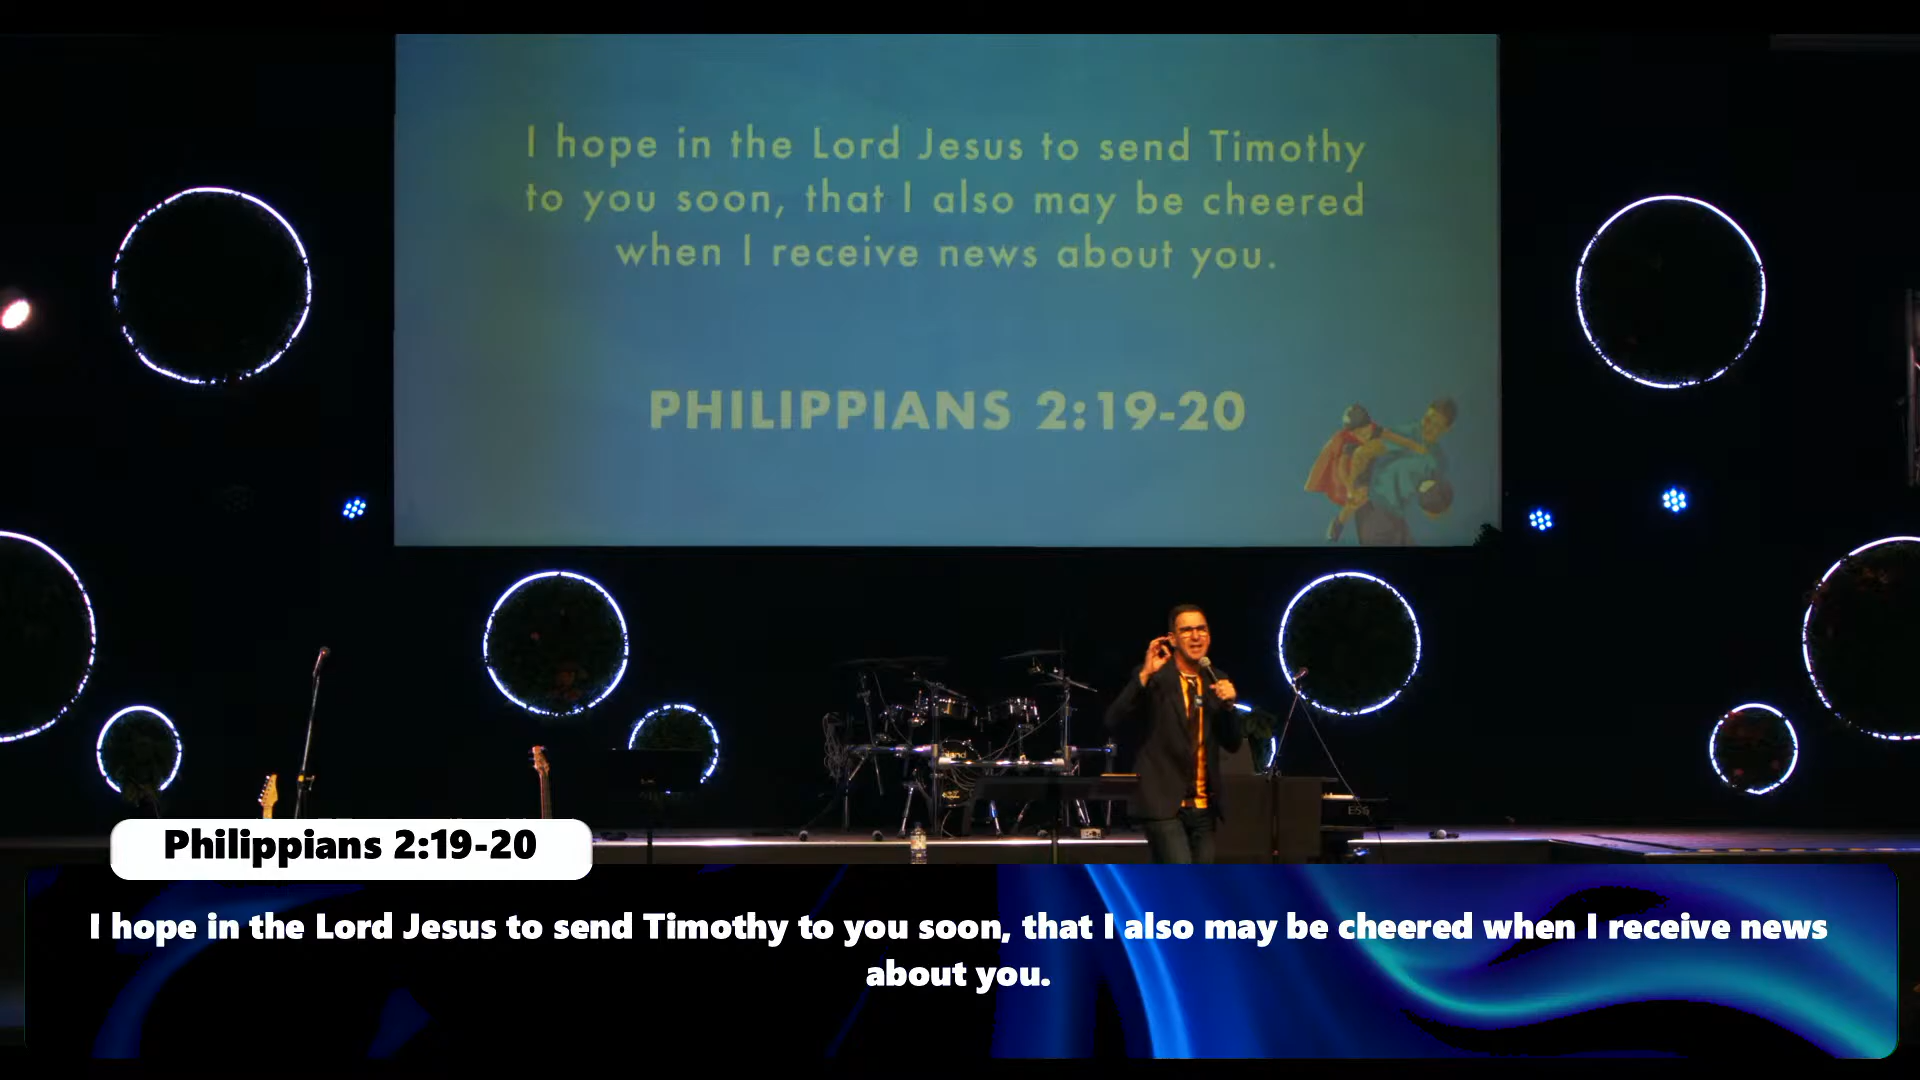 I hope in the Lord Jesus to send Timothy
to you soon, that I also may be cheered
when I receive news about you.
PHILIPPIANS 2:19-20
Philippians 2:19-20
I hope in the Lord Jesus to send Timothy to you soon, that I also may be cheered when I receive news
about you.